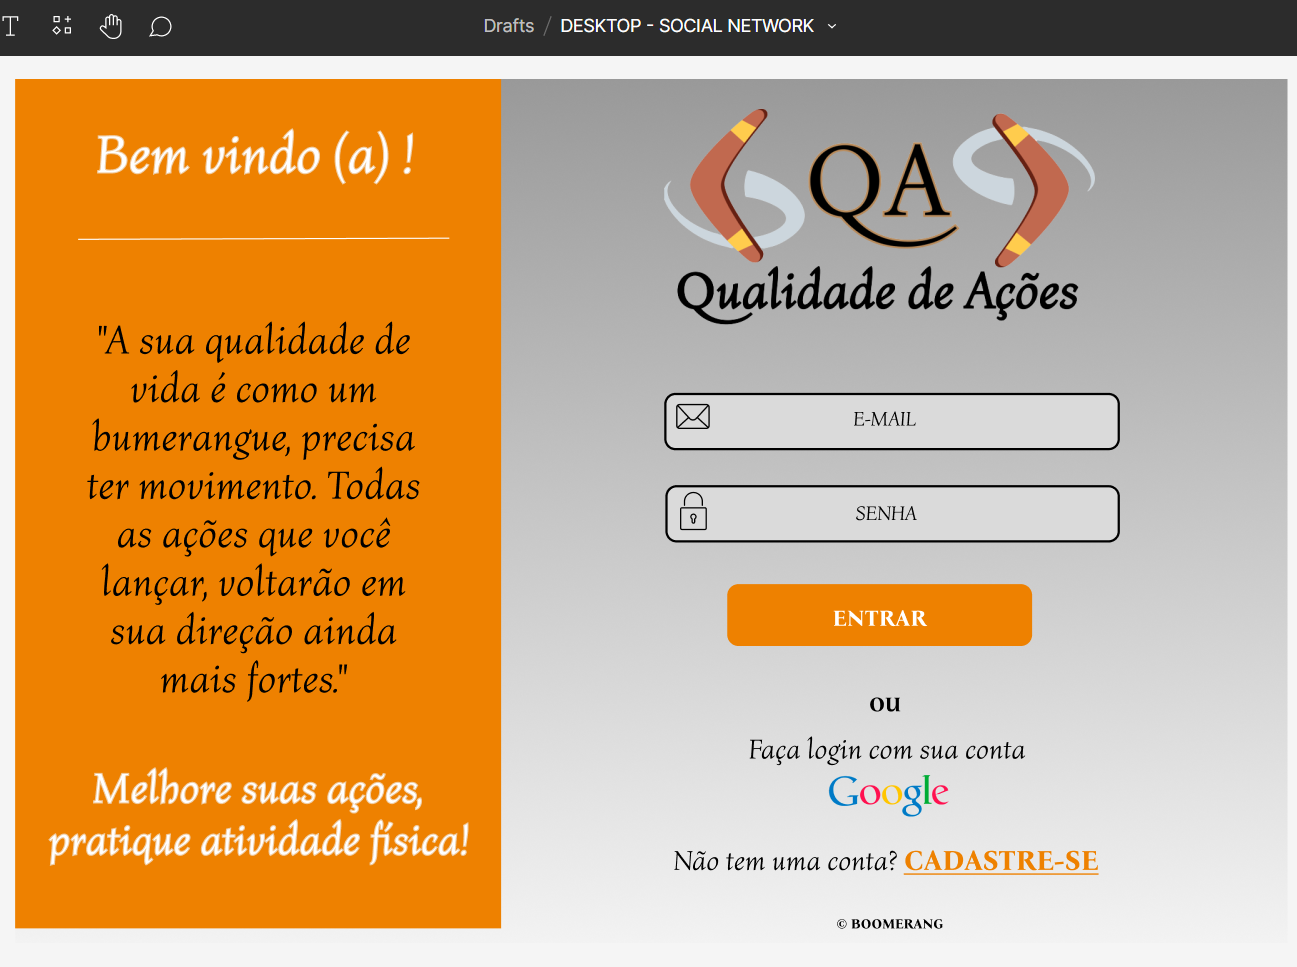 T
Drafts / DESKTOP - SOCIAL NETWORK
Bem vindo (a) !
"A sua qualidade de
vida é como um
bumerangue, precisa
ter movimento. Todas
as ações que você
lançar, voltarão em
sua direção ainda
mais fortes."
Melhore suas ações,
pratique atividade física!
QA
Qualidade de Ações
E-MAIL
SENHA
ENTRAR
ou
Faça login com sua conta
Google
Não tem uma conta? CADASTRE-SE
© BOOMERANG